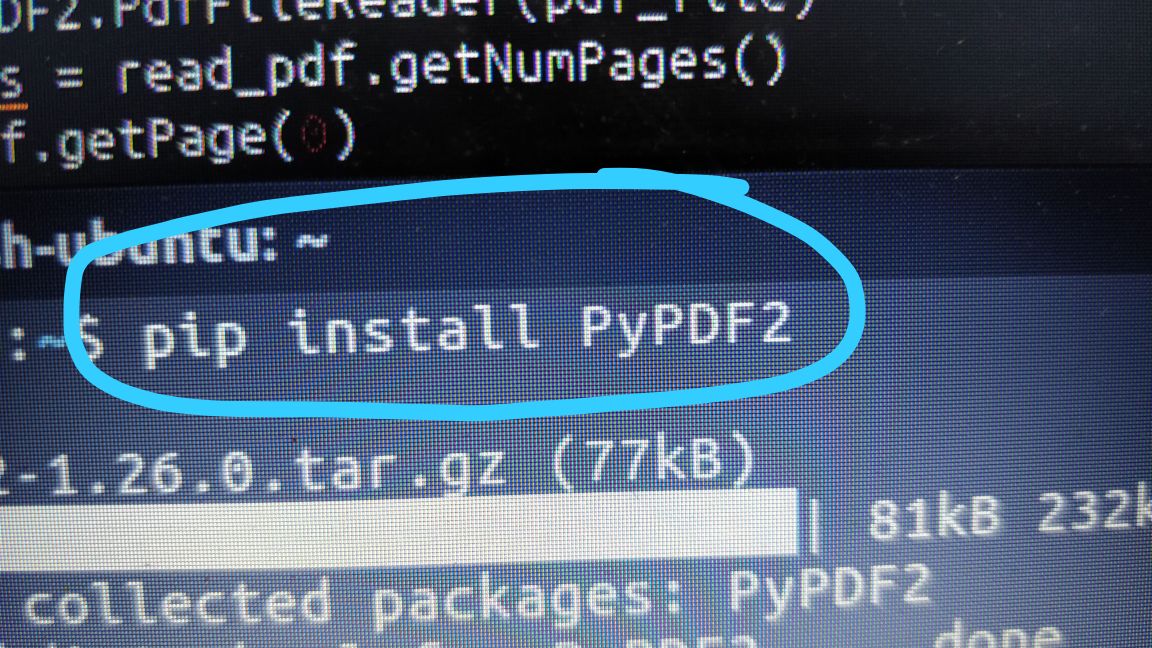 DF2.PdfFileReader(pdf_file)
s = read_pdf.getNumPages()
f.getPage(0)
h-ubuntu: ~
:~$ pip install PyPDF2
2-1.26.0.tar.gz (77kB)
| 81kB 232k
collected packages: PyPDF2
done